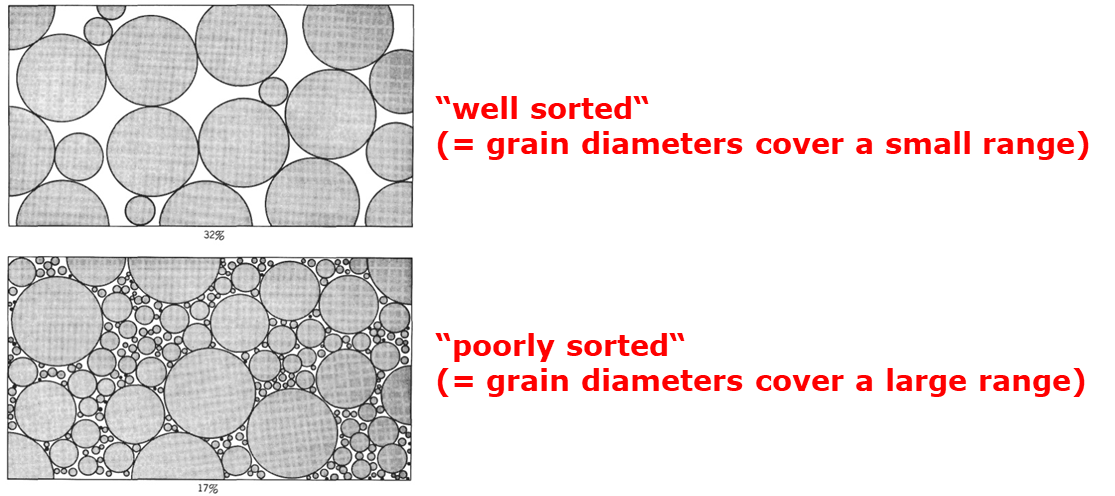 “well sorted“
(= grain diameters cover a small range)
32%
“poorly sorted“
(= grain diameters cover a large range)
17%